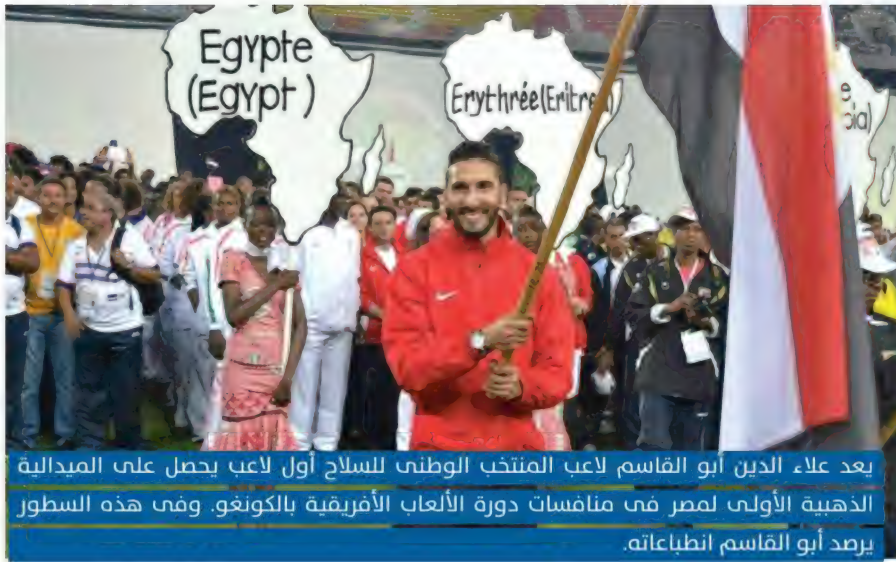 Egypte
(Egypt)
Erythrée(Eritrea)
يعد علاء الدين أبو القاسم لاعب المنتخب الوطنى للسلاح أول لاعب يحصل على الميدالية
الذهبية الأولى لمصر فى منافسات دورة الألعاب الأفريقية بالكونغو. وفى هذه السطور
يرصد أبو القاسم انطباعاته.